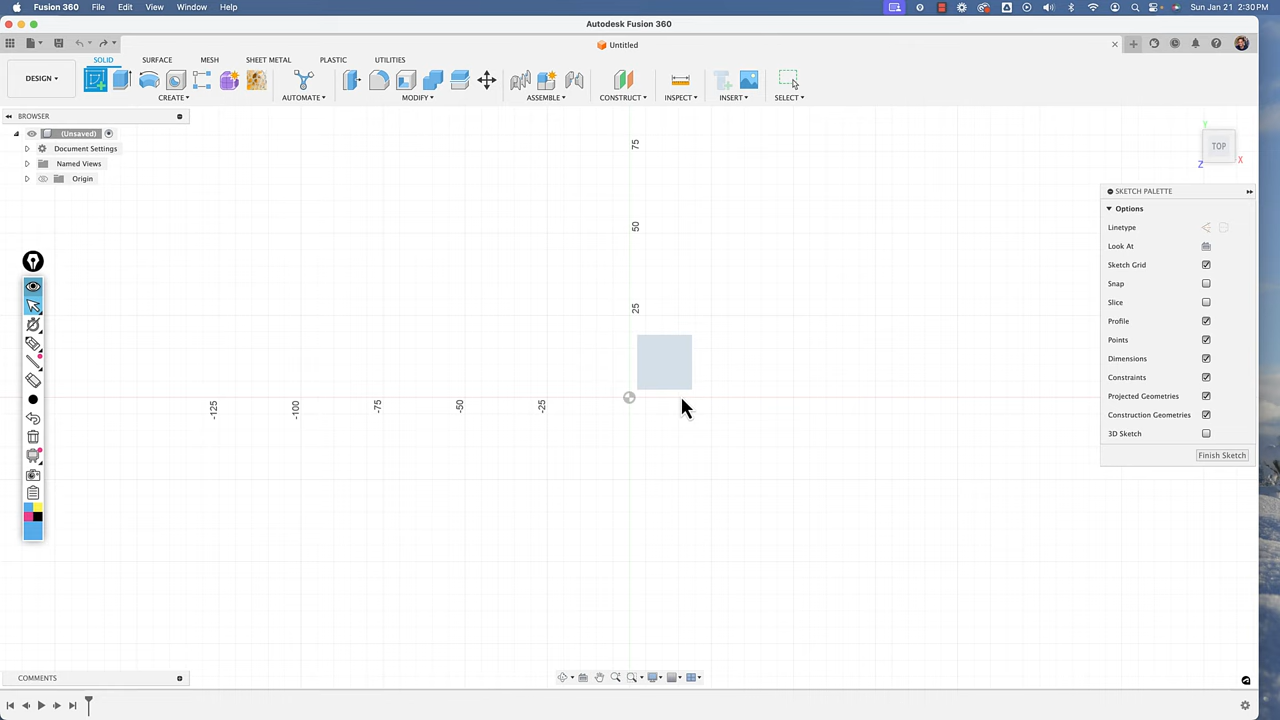 Fusion 360 File Edit View Window Help Sun Jan 21 2:30 PM
Autodesk Fusion 360
Untitled
SOLID SURFACE MESH SHEET METAL PLASTIC UTILITIES
DESIGN
CREATE AUTOMATE MODIFY ASSEMBLE CONSTRUCT INSPECT INSERT SELECT
BROWSER
(Unsaved)
Document Settings
Named Views
Origin
75
50
25
-125 -100 -75 -50 -25
Y
TOP
X
Z
SKETCH PALETTE
Options
Linetype
Look At
Sketch Grid
Snap
Slice
Profile
Points
Dimensions
Constraints
Projected Geometries
Construction Geometries
3D Sketch
Finish Sketch
COMMENTS